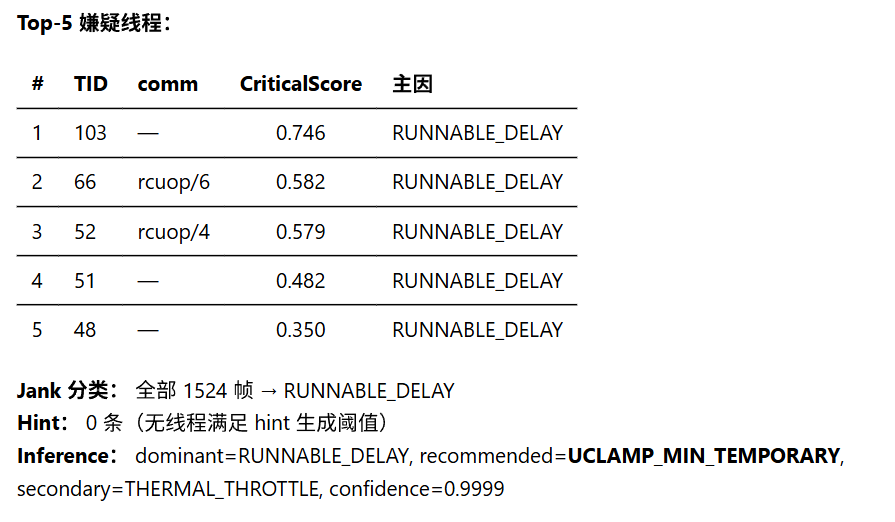 Top-5 嫌疑线程：
# TID comm CriticalScore 主因
1 103 — 0.746 RUNNABLE_DELAY
2 66 rcuop/6 0.582 RUNNABLE_DELAY
3 52 rcuop/4 0.579 RUNNABLE_DELAY
4 51 — 0.482 RUNNABLE_DELAY
5 48 — 0.350 RUNNABLE_DELAY
Jank 分类： 全部 1524 帧 → RUNNABLE_DELAY
Hint： 0 条（无线程满足 hint 生成阈值）
Inference： dominant=RUNNABLE_DELAY, recommended=UCLAMP_MIN_TEMPORARY,
secondary=THERMAL_THROTTLE, confidence=0.9999